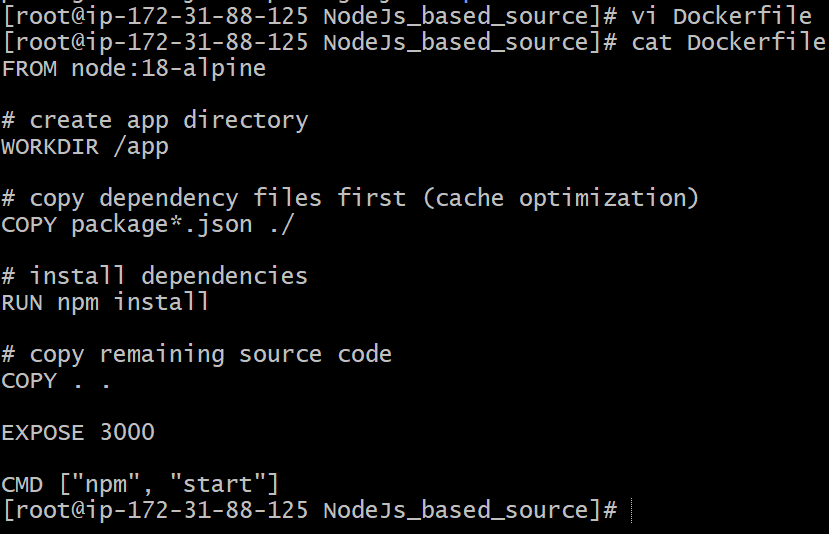 [root@ip-172-31-88-125 NodeJs_based_source]# vi Dockerfile
[root@ip-172-31-88-125 NodeJs_based_source]# cat Dockerfile
FROM node:18-alpine
# create app directory
WORKDIR /app
# copy dependency files first (cache optimization)
COPY package*.json ./
# install dependencies
RUN npm install
# copy remaining source code
COPY . .
EXPOSE 3000
CMD ["npm", "start"]
[root@ip-172-31-88-125 NodeJs_based_source]#